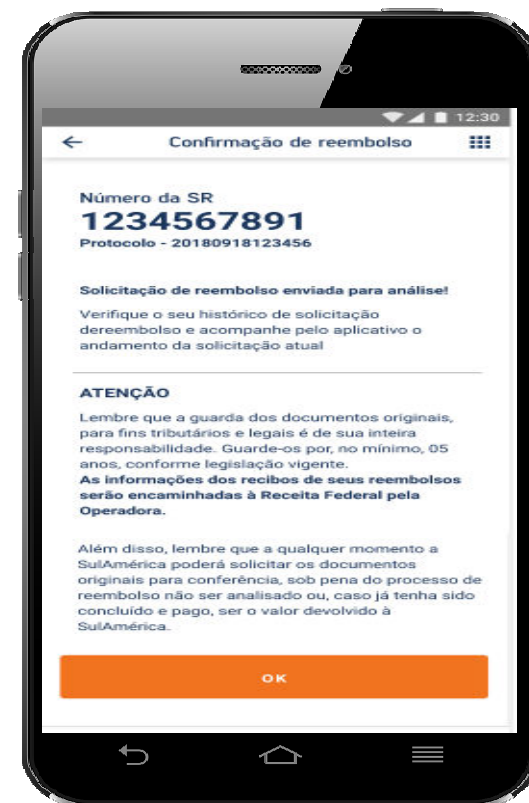 12:30
Confirmação de reembolso
Número da SR
1234567891
Protocolo - 20180918123456
Solicitação de reembolso enviada para análise!
Verifique o seu histórico de solicitação
dereembolso e acompanhe pelo aplicativo o
andamento da solicitação atual
ATENÇÃO
Lembre que a guarda dos documentos originais,
para fins tributários e legais é de sua inteira
responsabilidade. Guarde-os por, no mínimo, 05
anos, conforme legislação vigente.
As informações dos recibos de seus reembolsos
serão encaminhadas à Receita Federal pela
Operadora.
Além disso, lembre que a qualquer momento a
SulAmérica poderá solicitar os documentos
originais para conferência, sob pena do processo de
reembolso não ser analisado ou, caso já tenha sido
concluído e pago, ser o valor devolvido à
SulAmérica.
OK